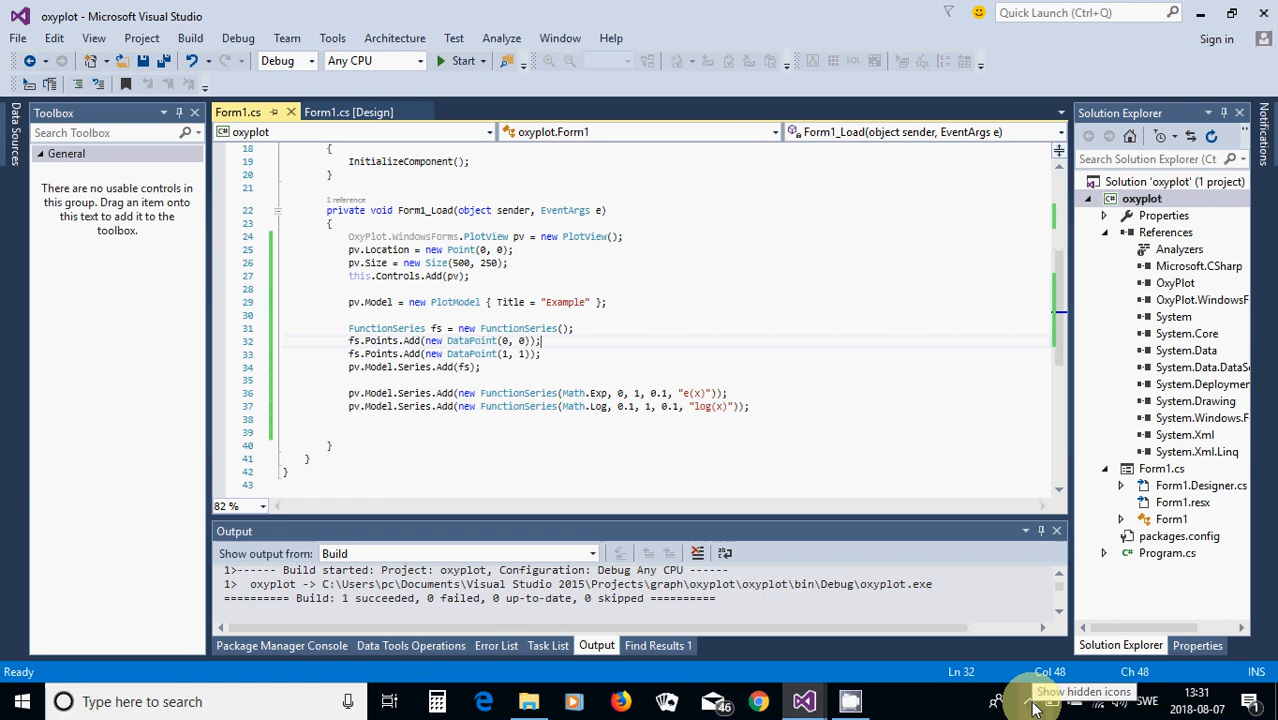 oxyplot - Microsoft Visual Studio
Quick Launch (Ctrl+Q)
File Edit View Project Build Debug Team Tools Architecture Test Analyze Window Help
Sign in
Debug Any CPU Start
Data Sources
Toolbox
Search Toolbox
General
There are no usable controls in
this group. Drag an item onto
this text to add it to the
toolbox.
Form1.cs Form1.cs [Design]
oxyplot oxyplot.Form1 Form1_Load(object sender, EventArgs e)
18 {
19 InitializeComponent();
20 }
21
1 reference
22 private void Form1_Load(object sender, EventArgs e)
23 {
24 OxyPlot.WindowsForms.PlotView pv = new PlotView();
25 pv.Location = new Point(0, 0);
26 pv.Size = new Size(500, 250);
27 this.Controls.Add(pv);
28
29 pv.Model = new PlotModel { Title = "Example" };
30
31 FunctionSeries fs = new FunctionSeries();
32 fs.Points.Add(new DataPoint(0, 0));
33 fs.Points.Add(new DataPoint(1, 1));
34 pv.Model.Series.Add(fs);
35
36 pv.Model.Series.Add(new FunctionSeries(Math.Exp, 0, 1, 0.1, "e(x)"));
37 pv.Model.Series.Add(new FunctionSeries(Math.Log, 0.1, 1, 0.1, "log(x)"));
38
39
40 }
41 }
42 }
43
82 %
Output
Show output from: Build
1>------ Build started: Project: oxyplot, Configuration: Debug Any CPU ------
1> oxyplot -> C:\Users\pc\Documents\Visual Studio 2015\Projects\graph\oxyplot\oxyplot\bin\Debug\oxyplot.exe
========== Build: 1 succeeded, 0 failed, 0 up-to-date, 0 skipped ==========
Package Manager Console Data Tools Operations Error List Task List Output Find Results 1
Solution Explorer
Search Solution Explorer (Ct
Solution 'oxyplot' (1 project)
oxyplot
Properties
References
Analyzers
Microsoft.CSharp
OxyPlot
OxyPlot.WindowsF
System
System.Core
System.Data
System.Data.DataSe
System.Deploymen
System.Drawing
System.Net.Http
System.Windows.F
System.Xml
System.Xml.Linq
Form1.cs
Form1.Designer.cs
Form1.resx
Form1
packages.config
Program.cs
Solution Explorer Properties
Notifications
Ready Ln 32 Col 48 Ch 48 INS
Show hidden icons
Type here to search
46
SWE
13:31
2018-08-07